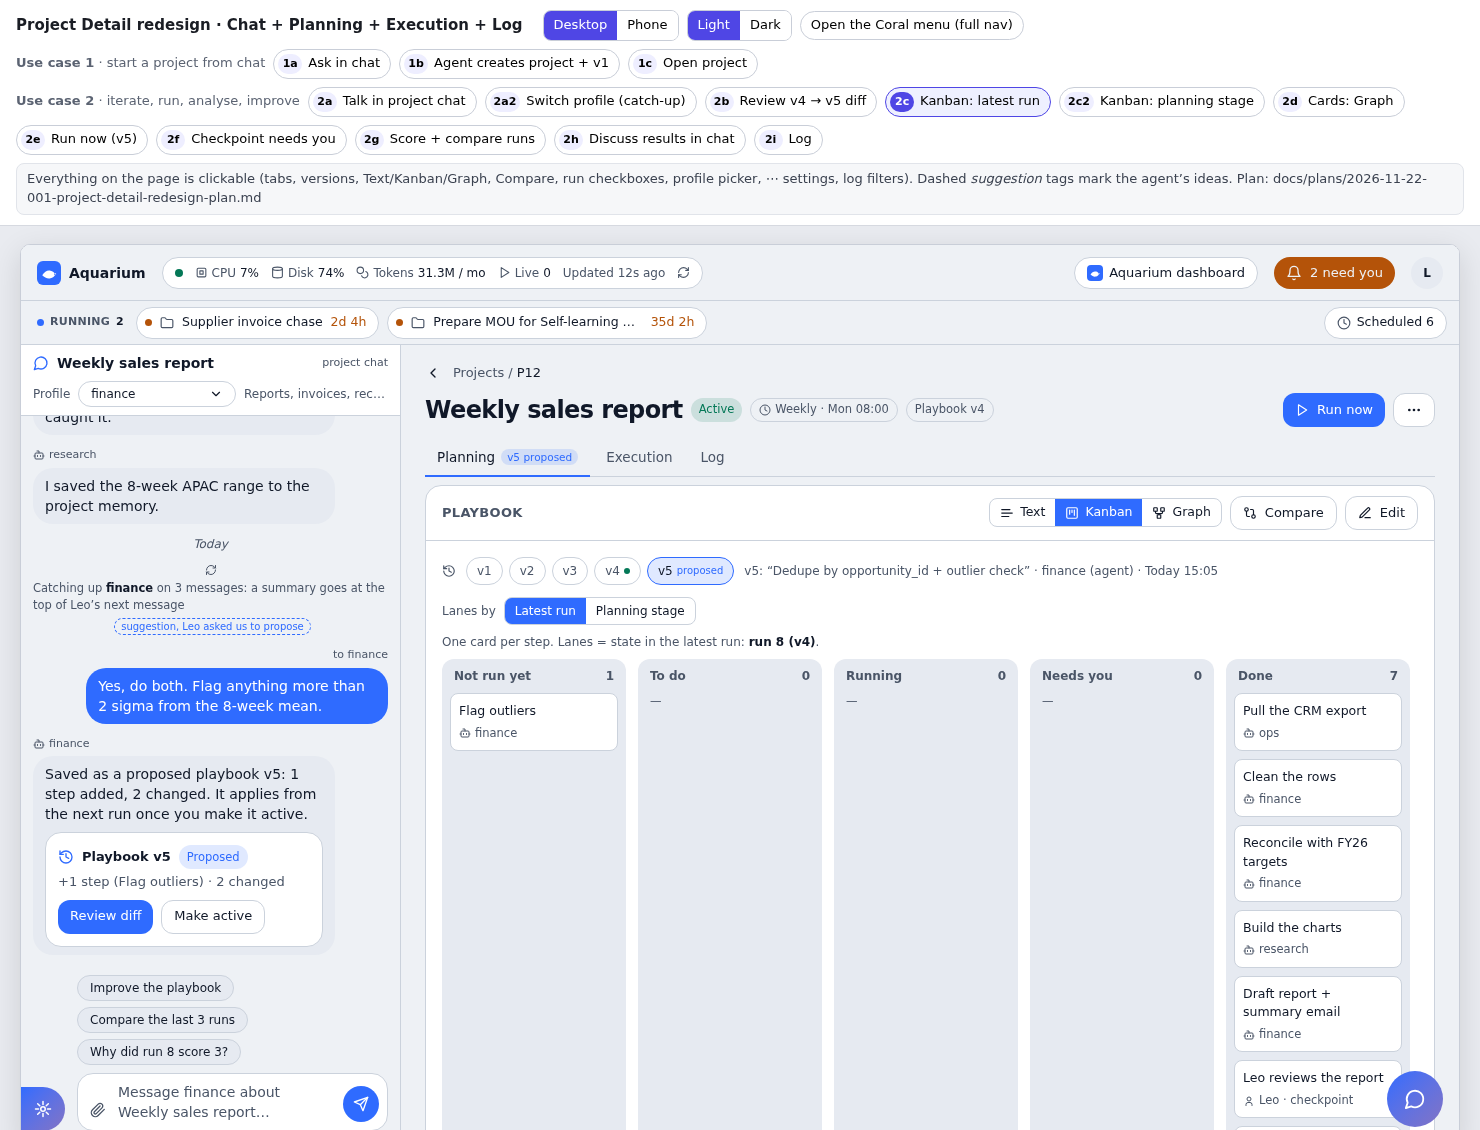 Project Detail redesign · Chat + Planning + Execution + Log
Desktop Phone Light Dark Open the Coral menu (full nav)
Use case 1 · start a project from chat 1a Ask in chat 1b Agent creates project + v1 1c Open project
Use case 2 · iterate, run, analyse, improve 2a Talk in project chat 2a2 Switch profile (catch-up) 2b Review v4 → v5 diff 2c Kanban: latest run 2c2 Kanban: planning stage 2d Cards: Graph
2e Run now (v5) 2f Checkpoint needs you 2g Score + compare runs 2h Discuss results in chat 2i Log
Everything on the page is clickable (tabs, versions, Text/Kanban/Graph, Compare, run checkboxes, profile picker, ··· settings, log filters). Dashed suggestion tags mark the agent's ideas. Plan: docs/plans/2026-11-22-
001-project-detail-redesign-plan.md
Aquarium CPU 7% Disk 74% Tokens 31.3M / mo Live 0 Updated 12s ago Aquarium dashboard 2 need you L
RUNNING 2 Supplier invoice chase 2d 4h Prepare MOU for Self-learning ... 35d 2h Scheduled 6
Weekly sales report project chat
Profile finance Reports, invoices, rec...
caught it.
research
I saved the 8-week APAC range to the
project memory.
Today
Catching up finance on 3 messages: a summary goes at the
top of Leo's next message
suggestion, Leo asked us to propose
to finance
Yes, do both. Flag anything more than
2 sigma from the 8-week mean.
finance
Saved as a proposed playbook v5: 1
step added, 2 changed. It applies from
the next run once you make it active.
Playbook v5 Proposed
+1 step (Flag outliers) · 2 changed
Review diff Make active
Improve the playbook
Compare the last 3 runs
Why did run 8 score 3?
Message finance about
Weekly sales report...
Projects / P12
Weekly sales report Active Weekly · Mon 08:00 Playbook v4 Run now ···
Planning v5 proposed Execution Log
PLAYBOOK Text Kanban Graph Compare Edit
v1 v2 v3 v4 v5 proposed v5: “Dedupe by opportunity_id + outlier check” · finance (agent) · Today 15:05
Lanes by Latest run Planning stage
One card per step. Lanes = state in the latest run: run 8 (v4).
Not run yet 1
Flag outliers
finance
To do 0
—
Running 0
—
Needs you 0
—
Done 7
Pull the CRM export
ops
Clean the rows
finance
Reconcile with FY26
targets
finance
Build the charts
research
Draft report +
summary email
finance
Leo reviews the report
Leo · checkpoint